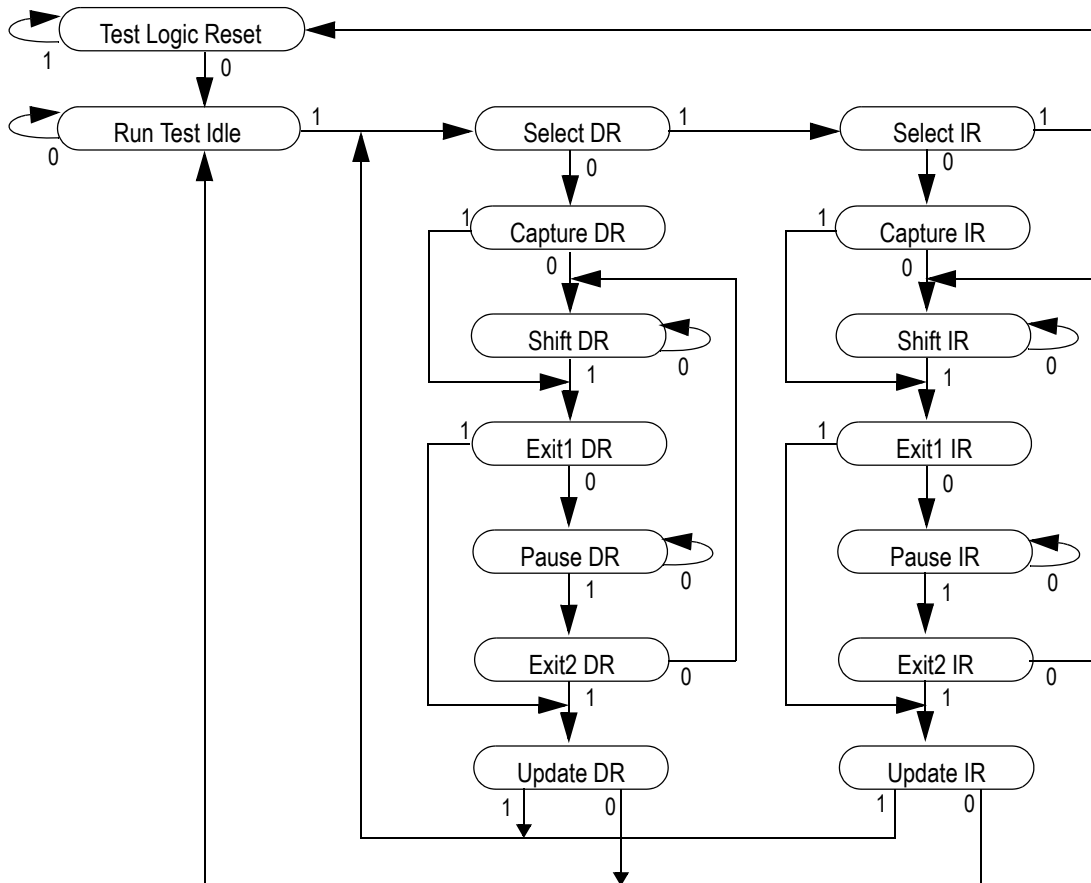 Test Logic Reset
1
0
Run Test Idle
1
0
Select DR
1
0
Select IR
1
0
1
Capture DR
0
1
Capture IR
0
Shift DR
0
1
Shift IR
0
1
1
Exit1 DR
0
1
Exit1 IR
0
Pause DR
0
1
Pause IR
0
1
Exit2 DR
0
1
Exit2 IR
0
1
Update DR
1
0
Update IR
1
0